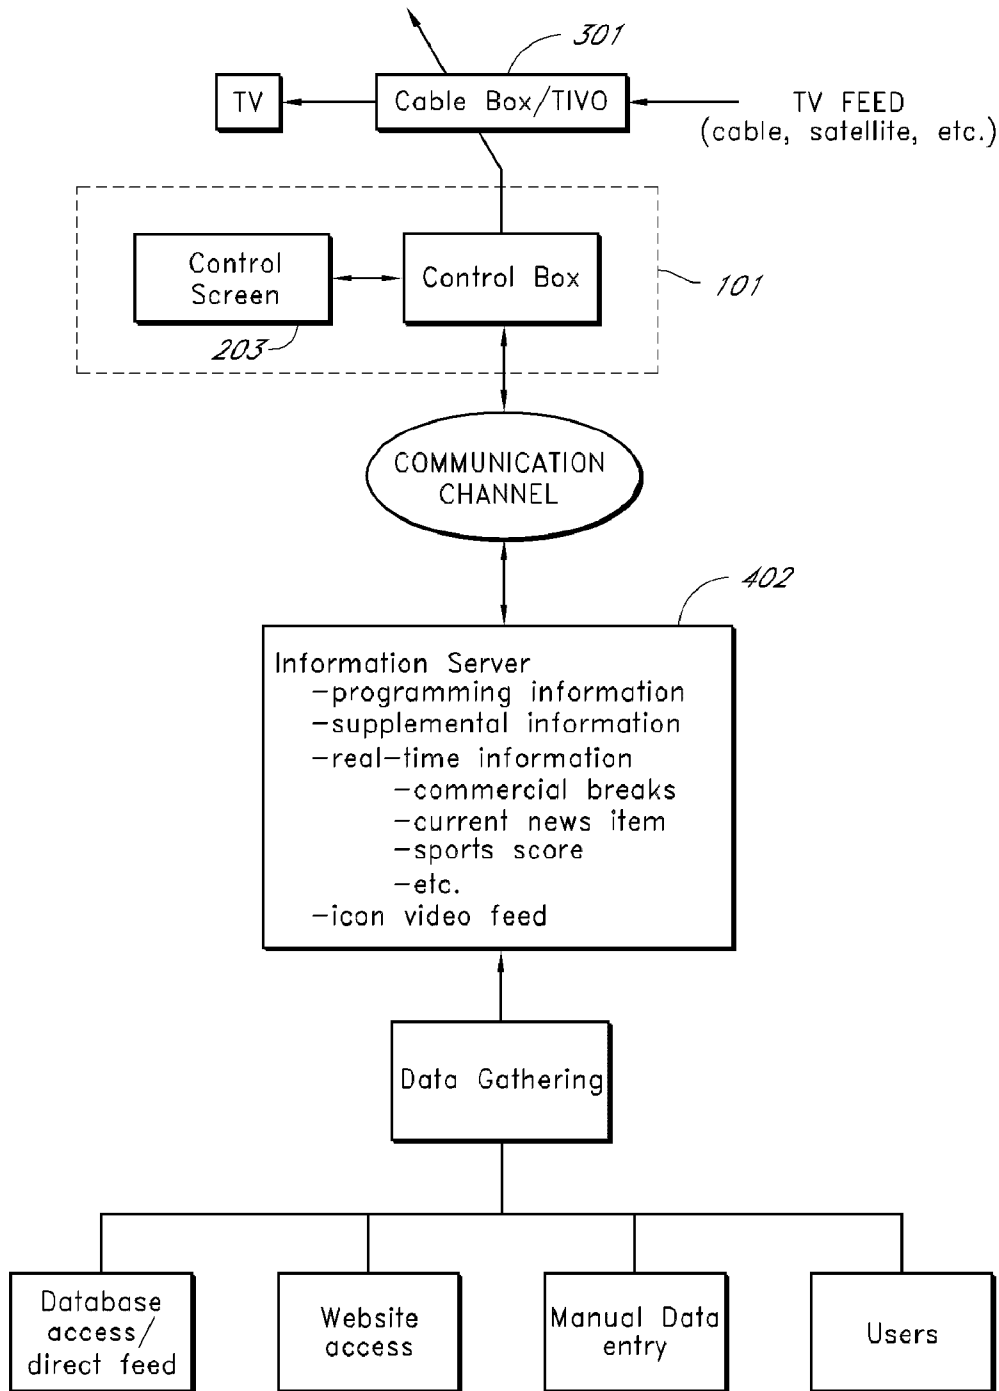 301
TV
Cable Box/TIVO
TV FEED
(cable, satellite, etc.)
Control
Screen
Control Box
101
203
COMMUNICATION
CHANNEL
402
Information Server
-programming information
-supplemental information
-real-time information
-commercial breaks
-current news item
-sports score
-etc.
-icon video feed
Data Gathering
Database
access/
direct feed
Website
access
Manual Data
entry
Users